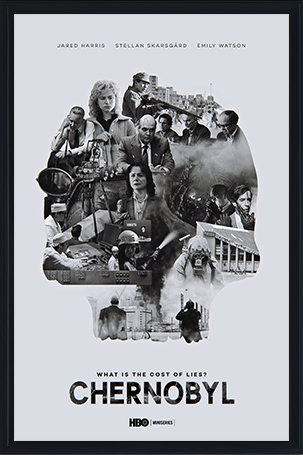 JARED HARRIS STELLAN SKARSGÅRD EMILY WATSON
WHAT IS THE COST OF LIES?
CHERNOBYL
HBO | MINISERIES |